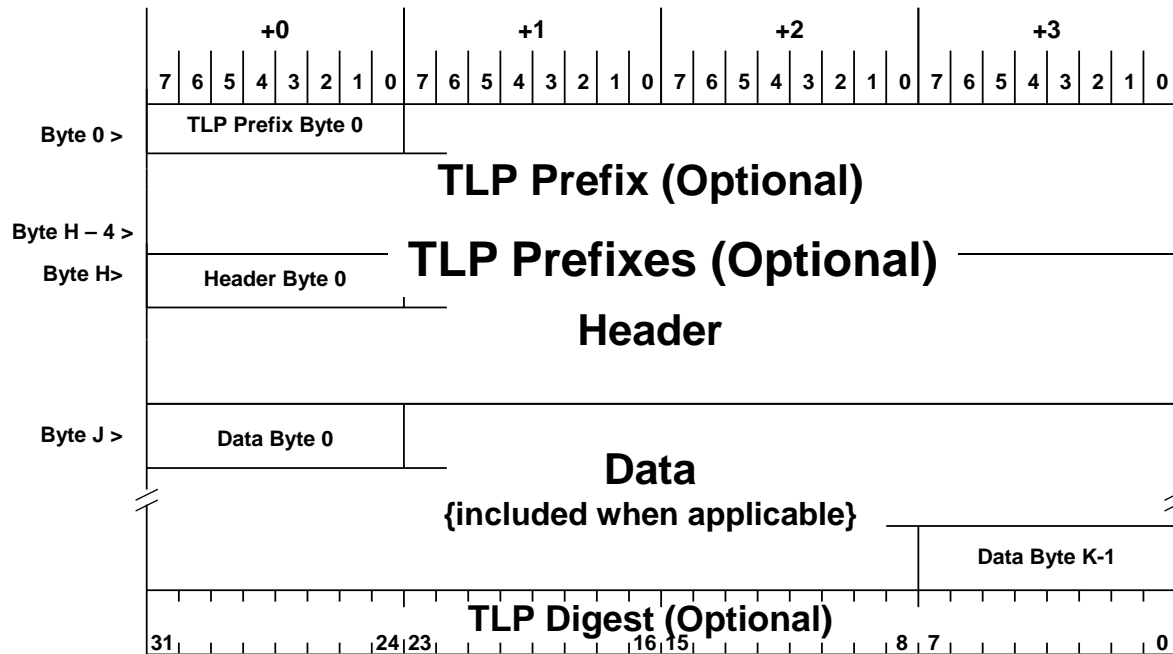 +0 +1 +2 +3
7 6 5 4 3 2 1 0 7 6 5 4 3 2 1 0 7 6 5 4 3 2 1 0 7 6 5 4 3 2 1 0
Byte 0 > TLP Prefix Byte 0
TLP Prefix (Optional)
Byte H – 4 >
TLP Prefixes (Optional)
Byte H> Header Byte 0
Header
Byte J > Data Byte 0
Data
{included when applicable}
Data Byte K-1
TLP Digest (Optional)
31 24 23 16 15 8 7 0